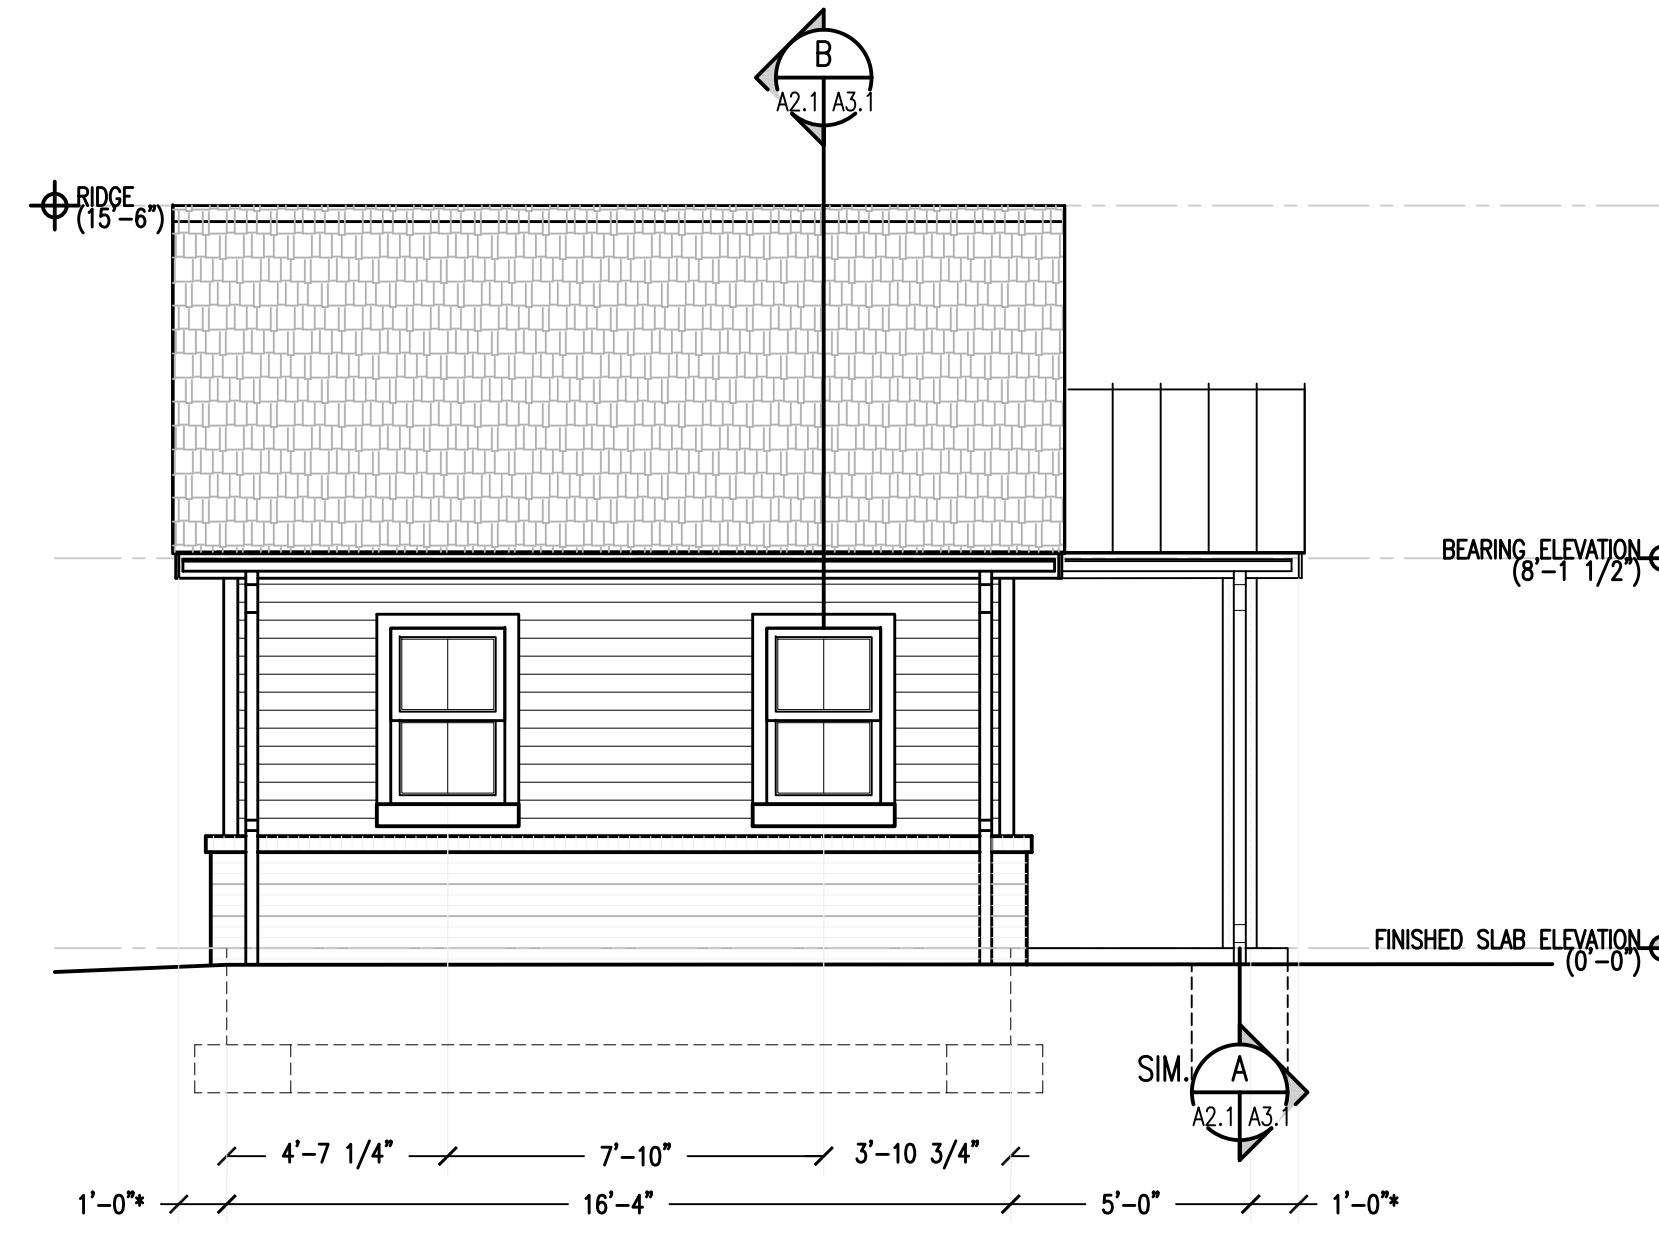 B
A2.1 A3.1
RIDGE
(15'-6")
BEARING ELEVATION
(8'-1 1/2")
FINISHED SLAB ELEVATION
(0'-0")
SIM. A
A2.1 A3.1
4'-7 1/4" 7'-10" 3'-10 3/4"
1'-0"* 16'-4" 5'-0" 1'-0"*